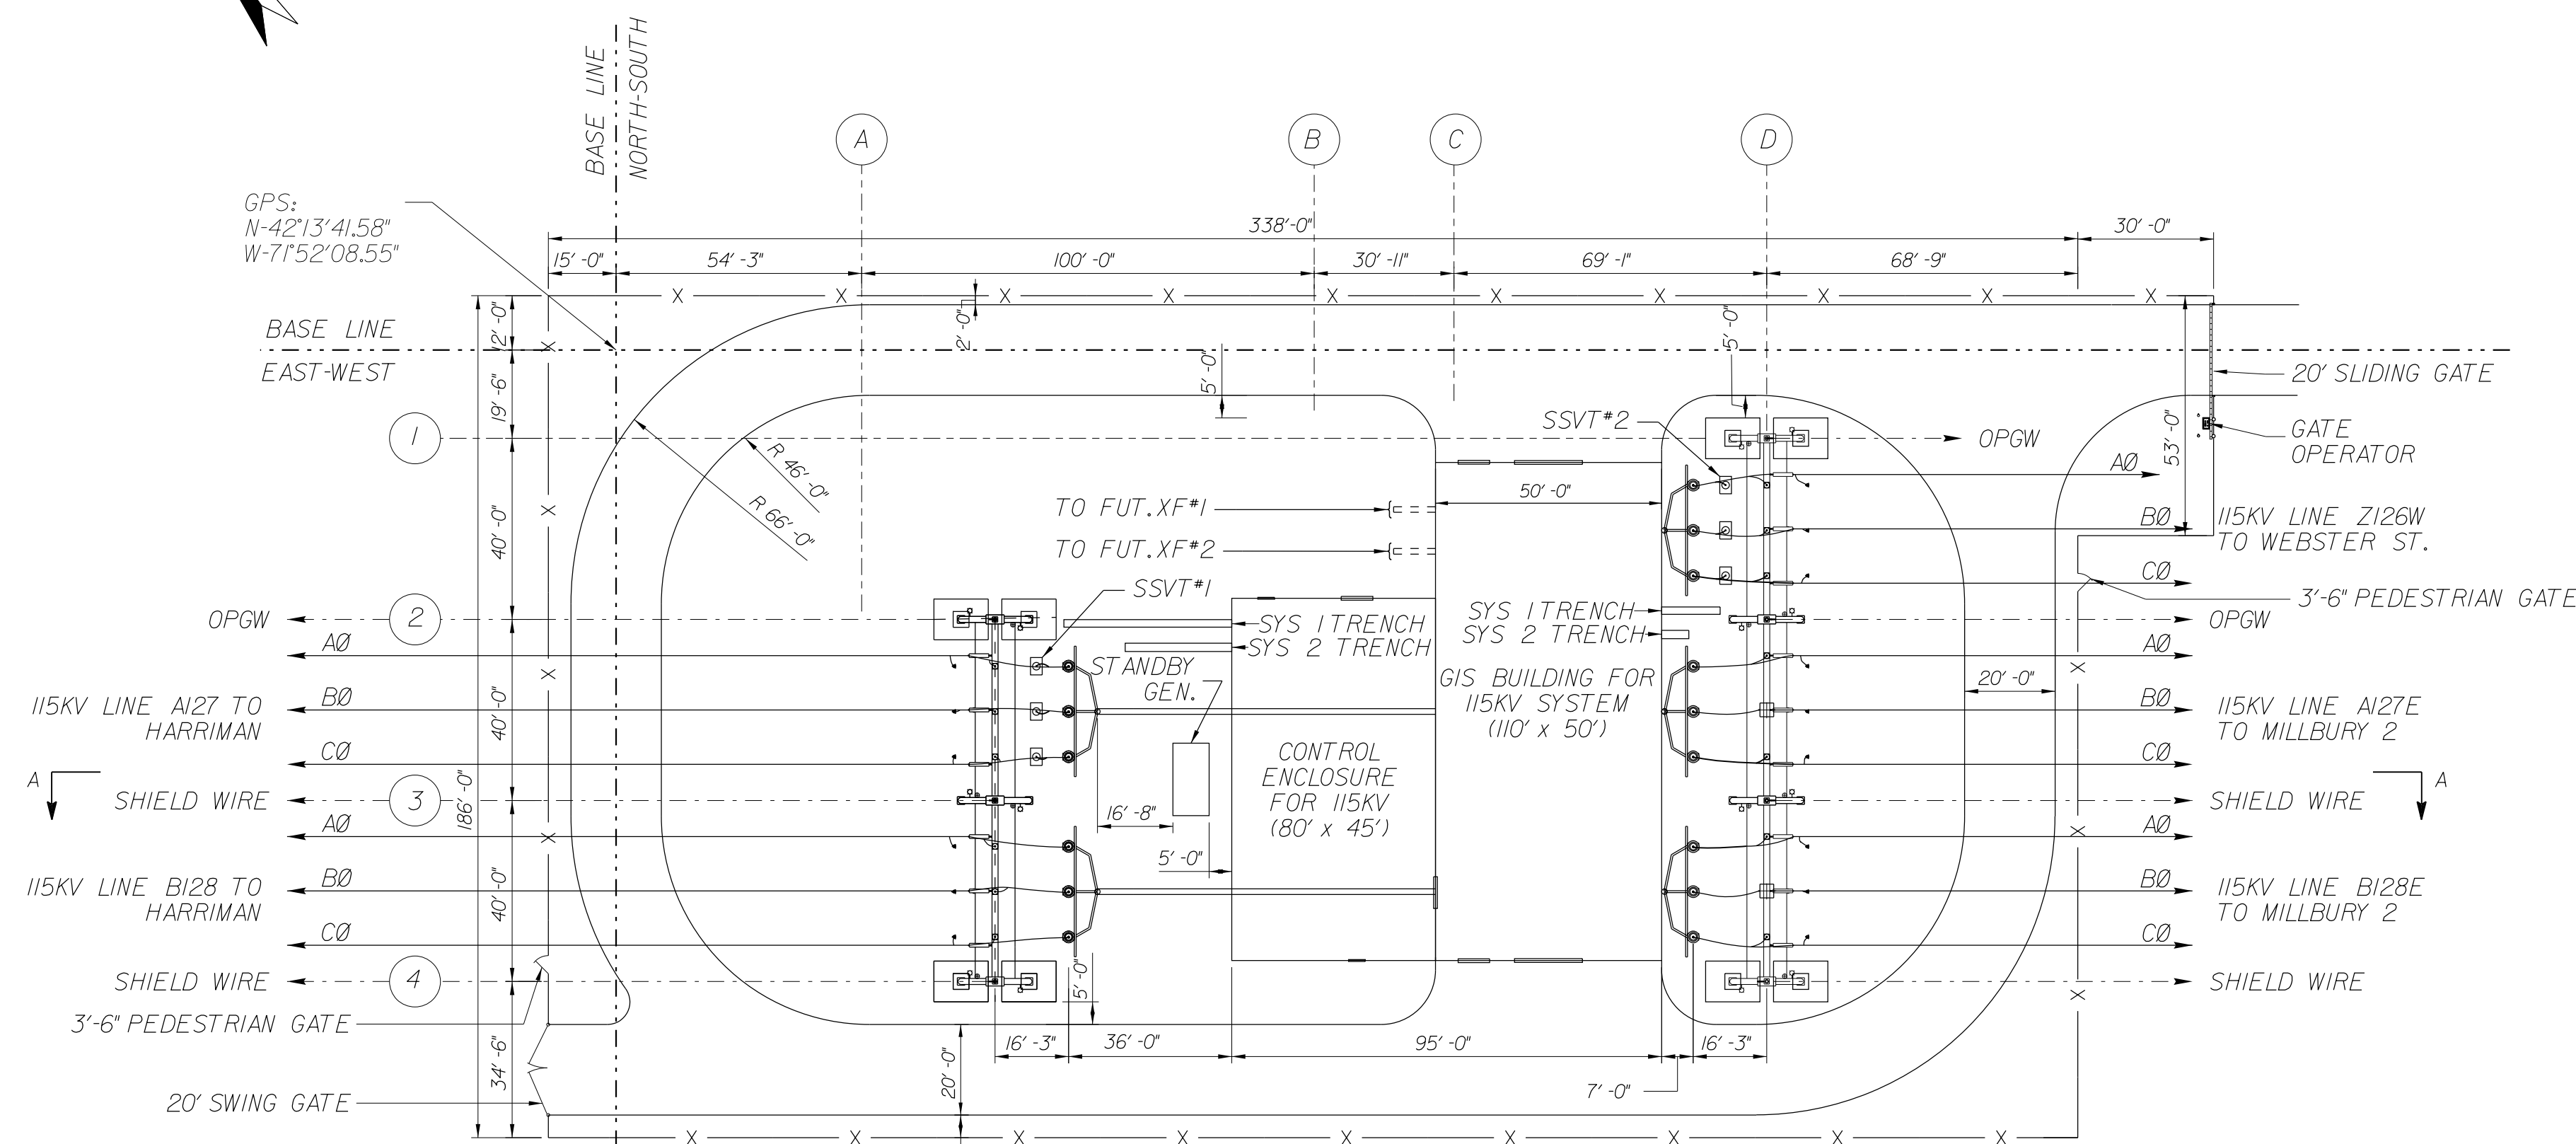 BASE LINE
NORTH-SOUTH
A
B
C
D
GPS:
N-42°13'41.58"
W-71°52'08.55"
338'-0"
30' -0"
15' -0"
54' -3"
100' -0"
30' -11"
69' -1"
68' -9"
X X X X X X X X X X
BASE LINE
EAST-WEST
12' -0"
19' -6"
40' -0"
40' -0"
40' -0"
34' -6"
186' -0"
2' -0"
5' -0"
5' -0"
53' -0"
20' SLIDING GATE
GATE
OPERATOR
1
R 46' -0"
R 66' -0"
SSVT#2
OPGW
AØ
BØ
CØ
115KV LINE Z126W
TO WEBSTER ST.
3'-6" PEDESTRIAN GATE
50' -0"
TO FUT. XF#1
TO FUT. XF#2
SSVT#1
OPGW
2
SYS 1 TRENCH
SYS 2 TRENCH
SYS 1 TRENCH
SYS 2 TRENCH
OPGW
AØ
BØ
CØ
115KV LINE A127 TO
HARRIMAN
STANDBY
GEN.
GIS BUILDING FOR
115KV SYSTEM
(110' x 50')
20' -0"
AØ
BØ
CØ
115KV LINE A127E
TO MILLBURY 2
CONTROL
ENCLOSURE
FOR 115KV
(80' x 45')
A
A
SHIELD WIRE
3
16' -8"
5' -0"
SHIELD WIRE
AØ
BØ
CØ
115KV LINE B128 TO
HARRIMAN
AØ
BØ
CØ
115KV LINE B128E
TO MILLBURY 2
SHIELD WIRE
4
5' -0"
SHIELD WIRE
3'-6" PEDESTRIAN GATE
16' -3"
36' -0"
95' -0"
16' -3"
7' -0"
20' -0"
20' SWING GATE
X X X X X X X X X
X
X
X
X
X
X
X